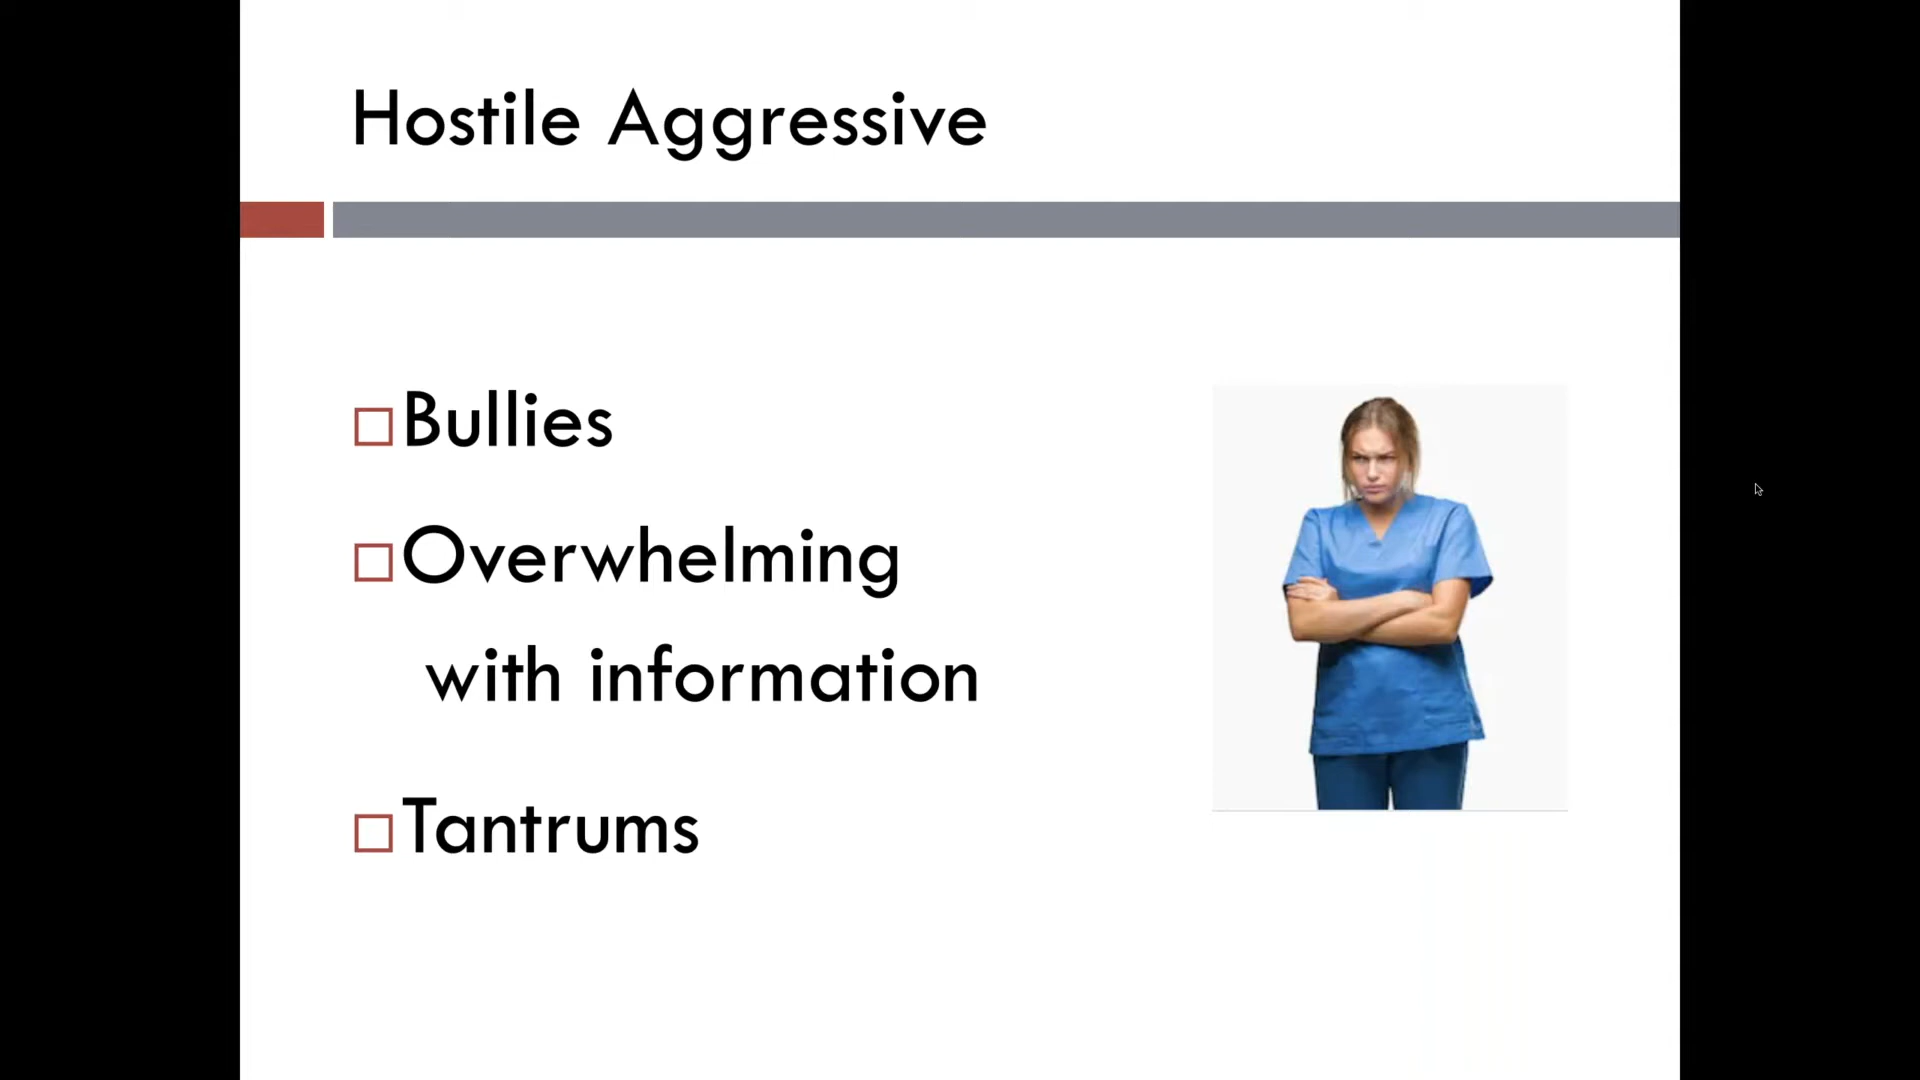 Hostile Aggressive
Bullies
Overwhelming
with information
Tantrums